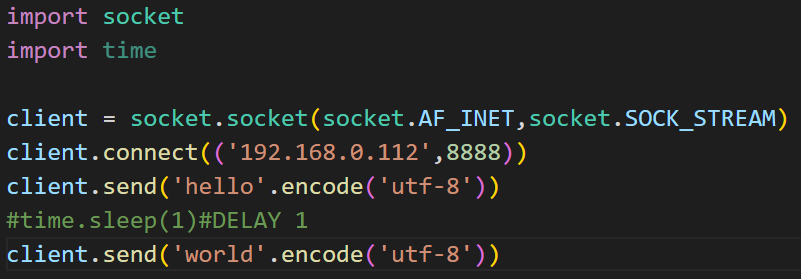 import socket
import time
client = socket.socket(socket.AF_INET,socket.SOCK_STREAM)
client.connect(('192.168.0.112',8888))
client.send('hello'.encode('utf-8'))
#time.sleep(1)#DELAY 1
client.send('world'.encode('utf-8'))